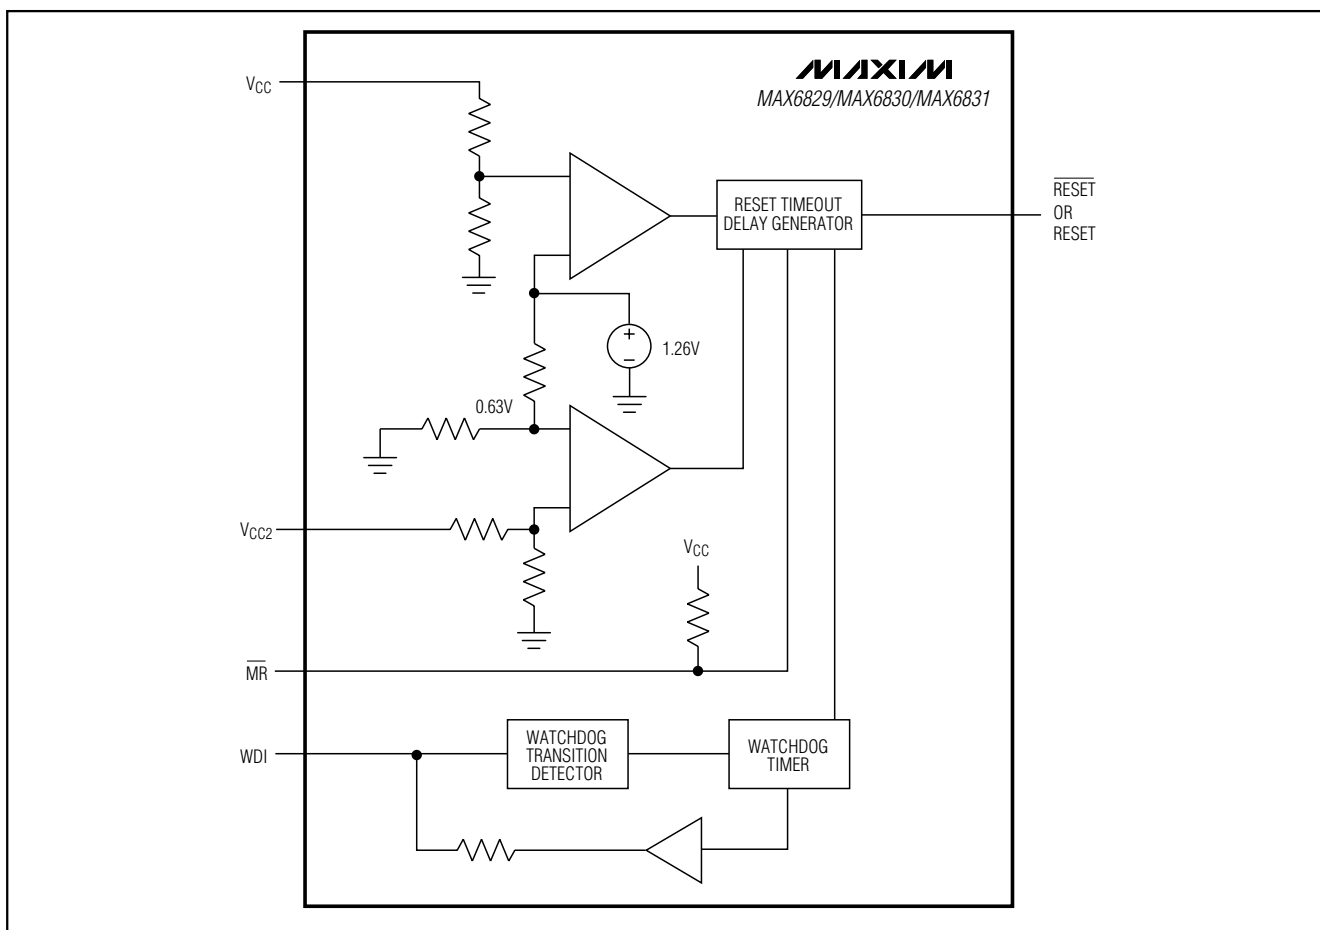 MAXIM
MAX6829/MAX6830/MAX6831
VCC
RESET TIMEOUT
DELAY GENERATOR
RESET
OR
RESET
+
−
1.26V
0.63V
VCC2
VCC
MR
WDI
WATCHDOG
TRANSITION
DETECTOR
WATCHDOG
TIMER